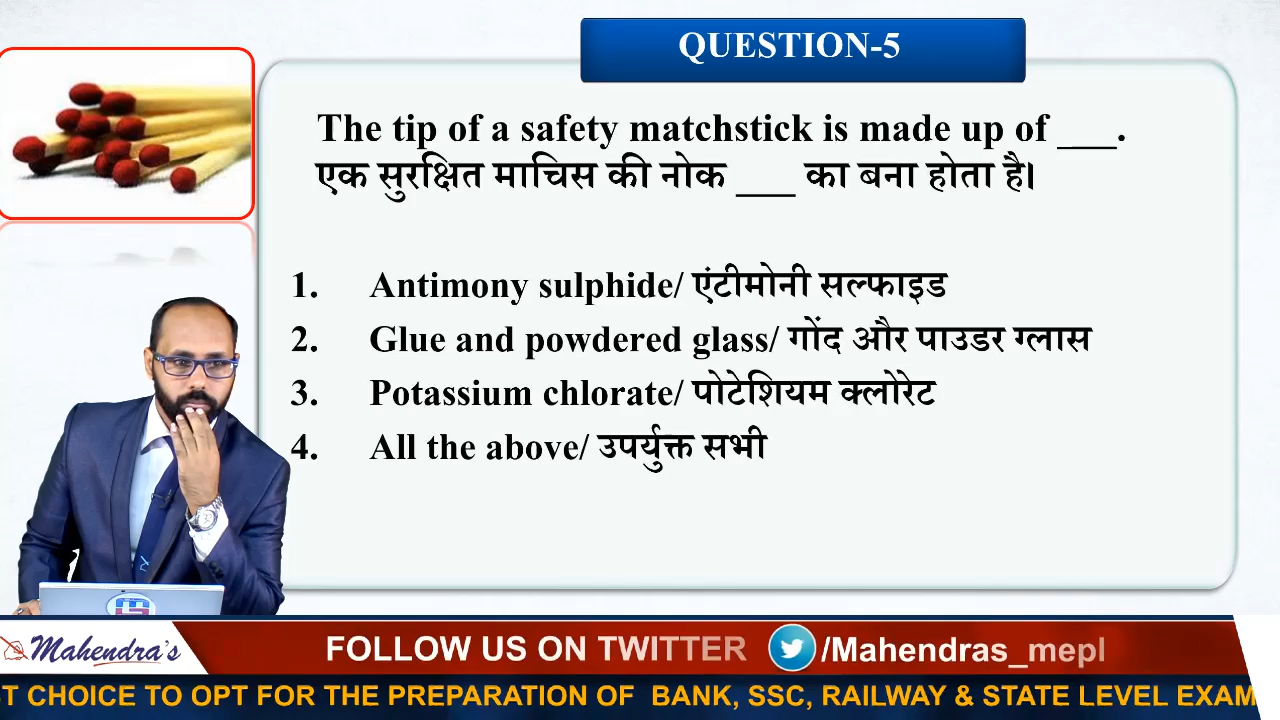 QUESTION-5
The tip of a safety matchstick is made up of ___.
एक सुरक्षित माचिस की नोक ___ का बना होता है।
1. Antimony sulphide/ एंटीमोनी सल्फाइड
2. Glue and powdered glass/ गोंद और पाउडर ग्लास
3. Potassium chlorate/ पोटेशियम क्लोरेट
4. All the above/ उपर्युक्त सभी
Mahendra's
FOLLOW US ON TWITTER /Mahendras_mepl
CHOICE TO OPT FOR THE PREPARATION OF BANK, SSC, RAILWAY & STATE LEVEL EXAM